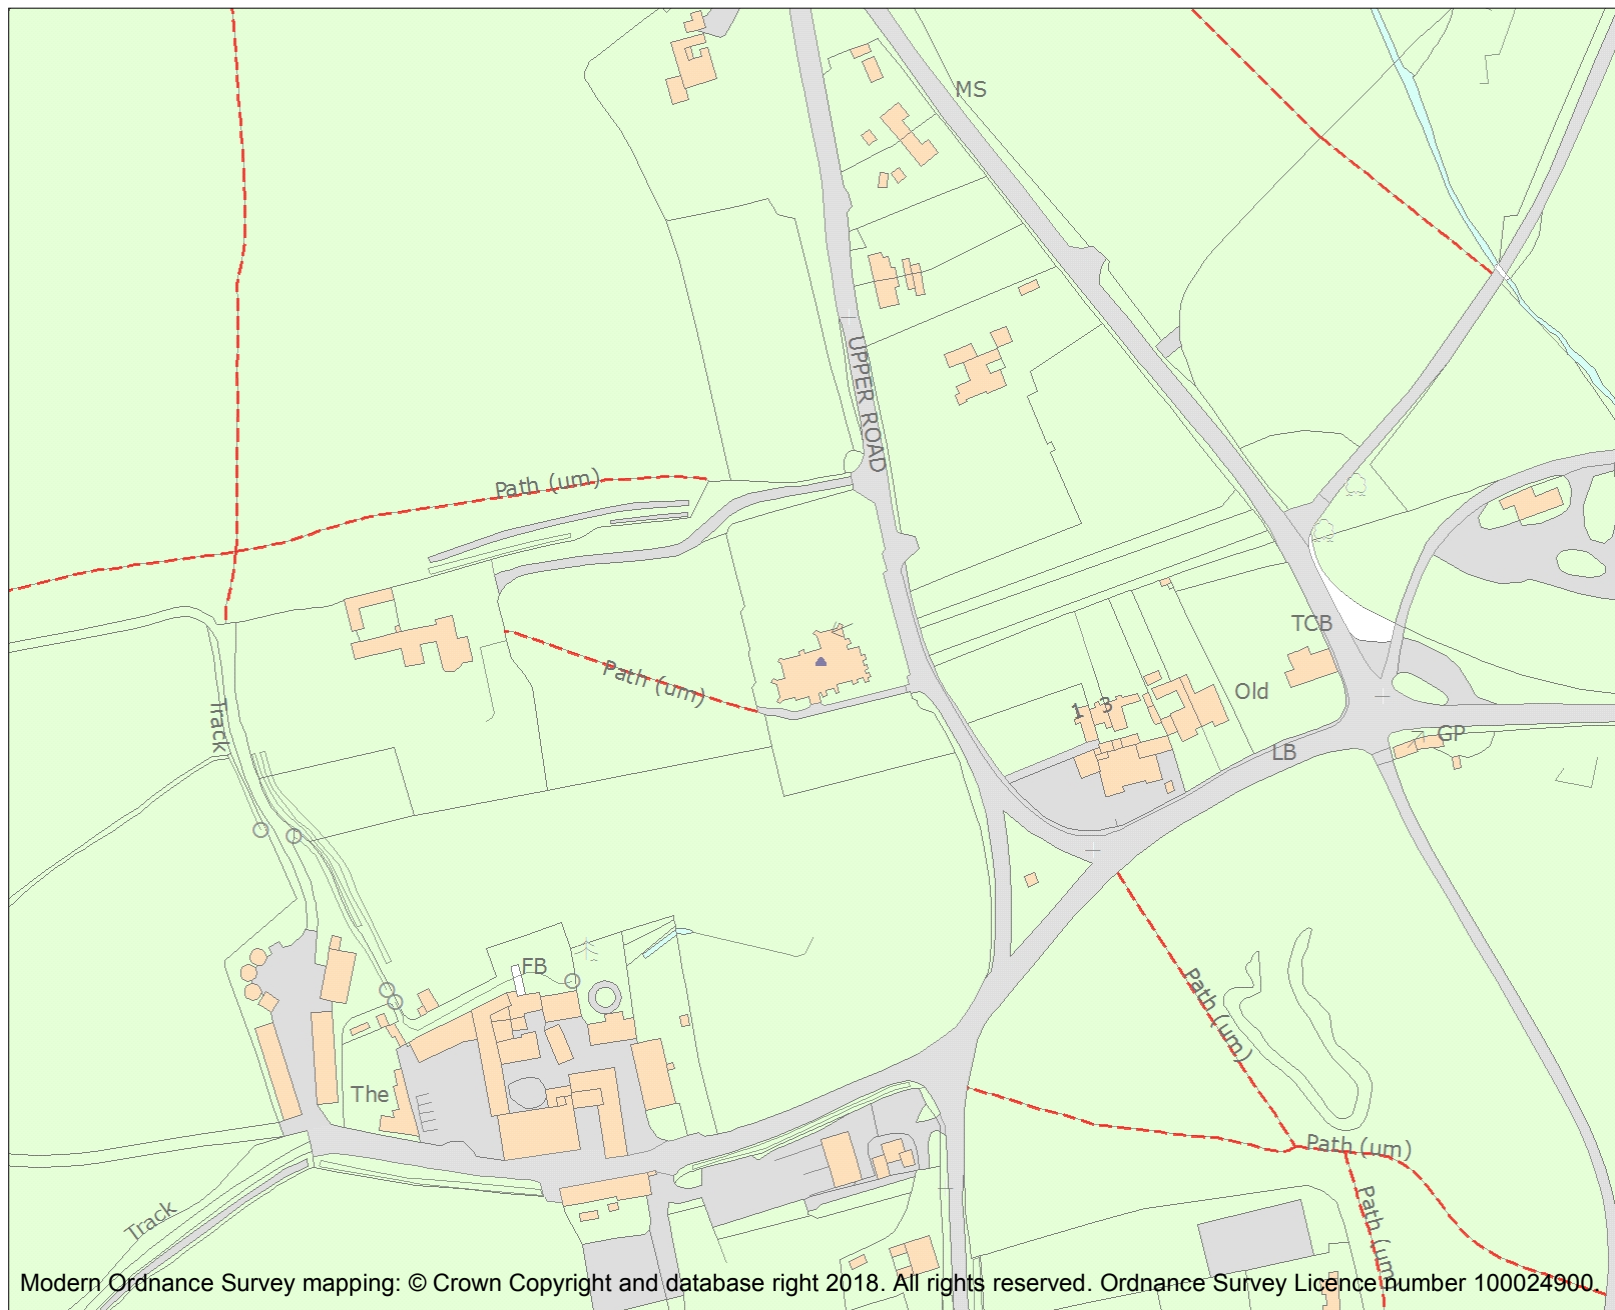 MS
UPPER ROAD
Path (um)
Path (um)
TCB
Track
1 3
Old
LB
GP
FB
Path (um)
The
Path (um)
Path (um)
Track
Modern Ordnance Survey mapping: © Crown Copyright and database right 2018. All rights reserved. Ordnance Survey Licence number 100024900.